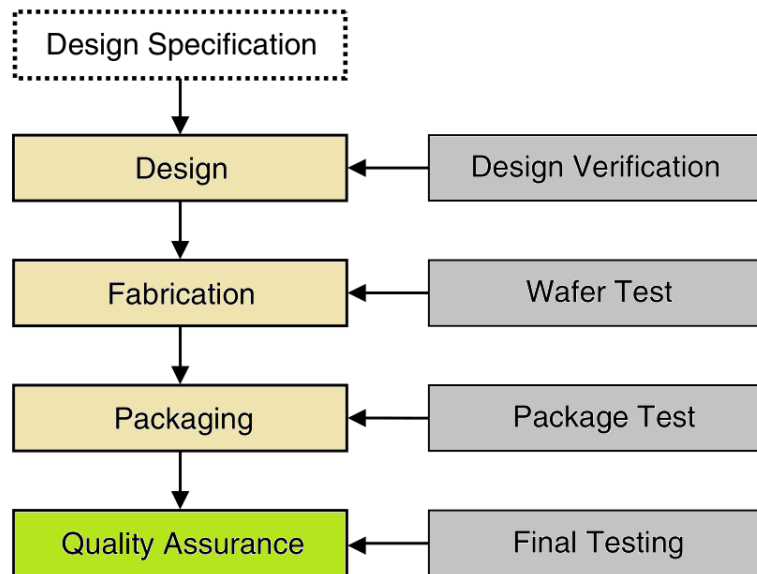 Design Specification
Design
Design Verification
Fabrication
Wafer Test
Packaging
Package Test
Quality Assurance
Final Testing